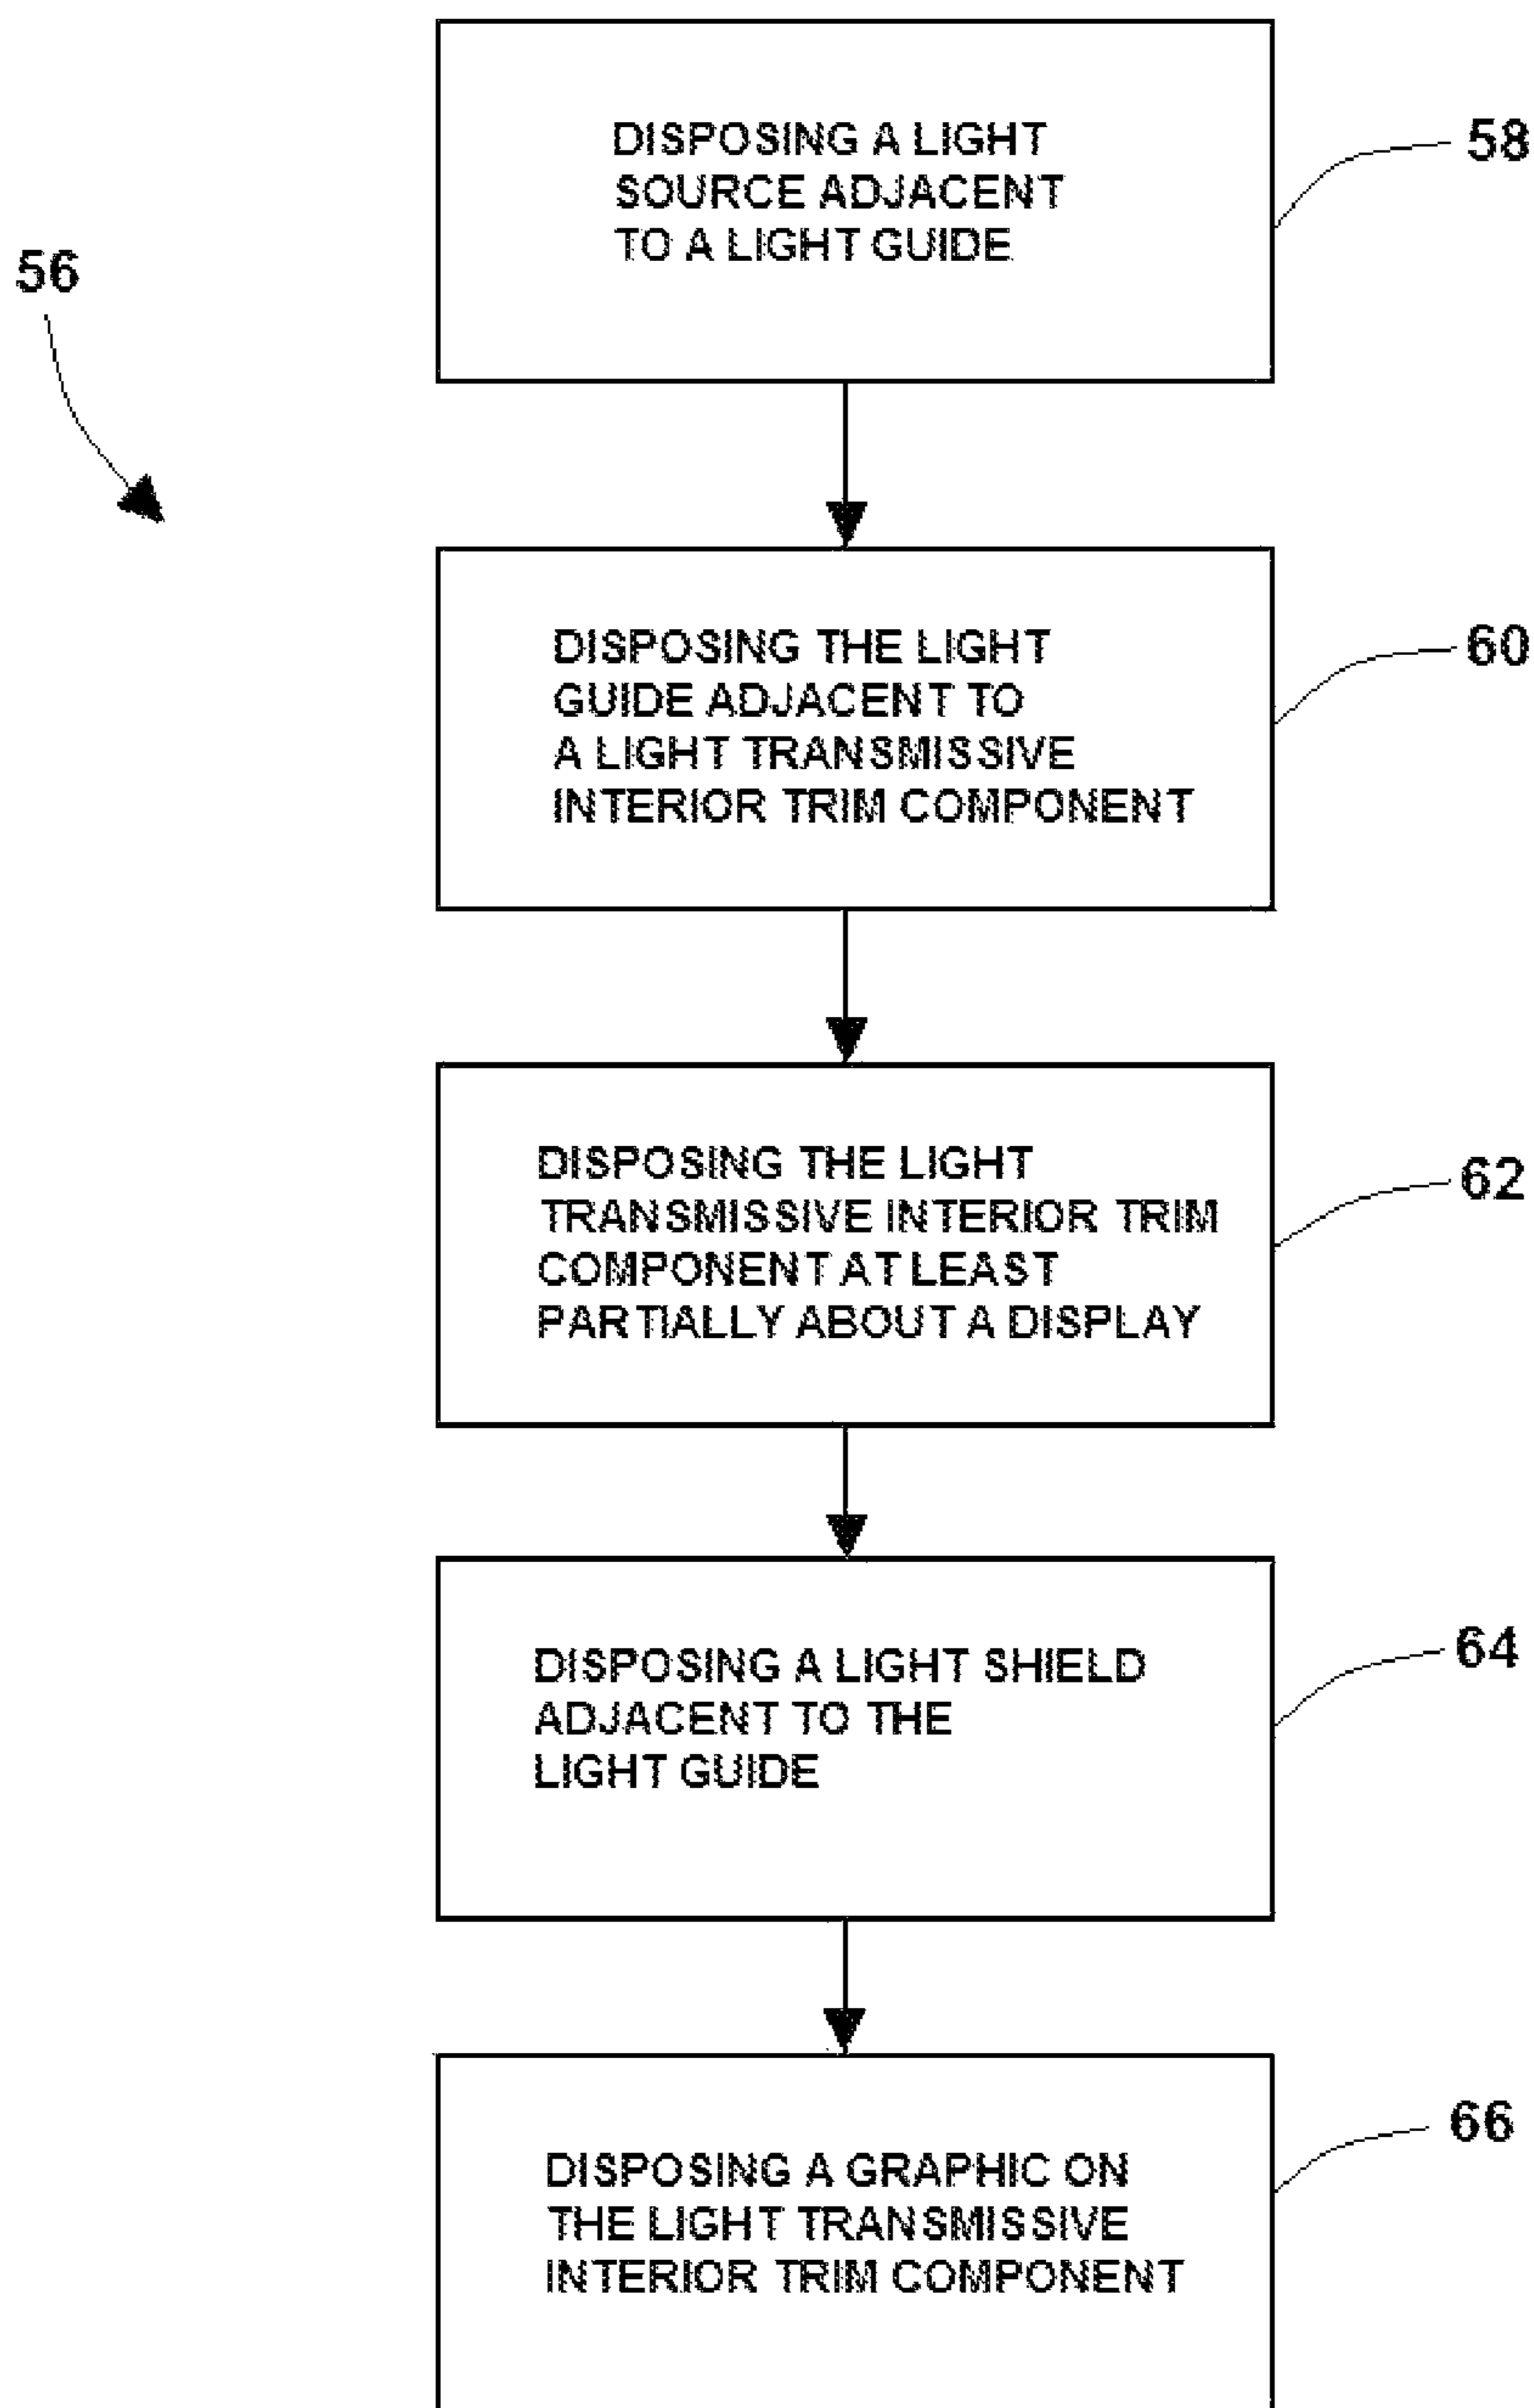 DISPOSING A LIGHT
SOURCE ADJACENT
TO A LIGHT GUIDE
58
56
DISPOSING THE LIGHT
GUIDE ADJACENT TO
A LIGHT TRANSMISSIVE
INTERIOR TRIM COMPONENT
60
DISPOSING THE LIGHT
TRANSMISSIVE INTERIOR TRIM
COMPONENT AT LEAST
PARTIALLY ABOUT A DISPLAY
62
DISPOSING A LIGHT SHIELD
ADJACENT TO THE
LIGHT GUIDE
64
DISPOSING A GRAPHIC ON
THE LIGHT TRANSMISSIVE
INTERIOR TRIM COMPONENT
66